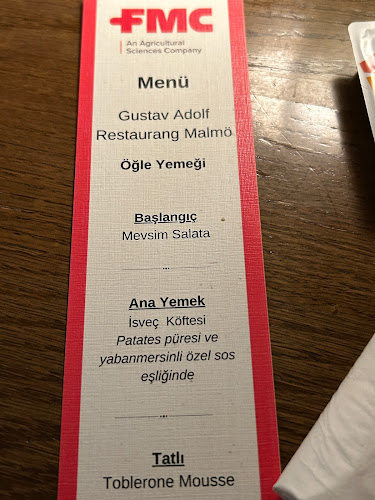 FMC
An Agricultural
Sciences Company
Menü
Gustav Adolf
Restaurang Malmö
Öğle Yemeği
Başlangıç
Mevsim Salata
Ana Yemek
İsveç Köftesi
Patates püresi ve
yabanmersinli özel sos
eşliğinde
Tatlı
Toblerone Mousse